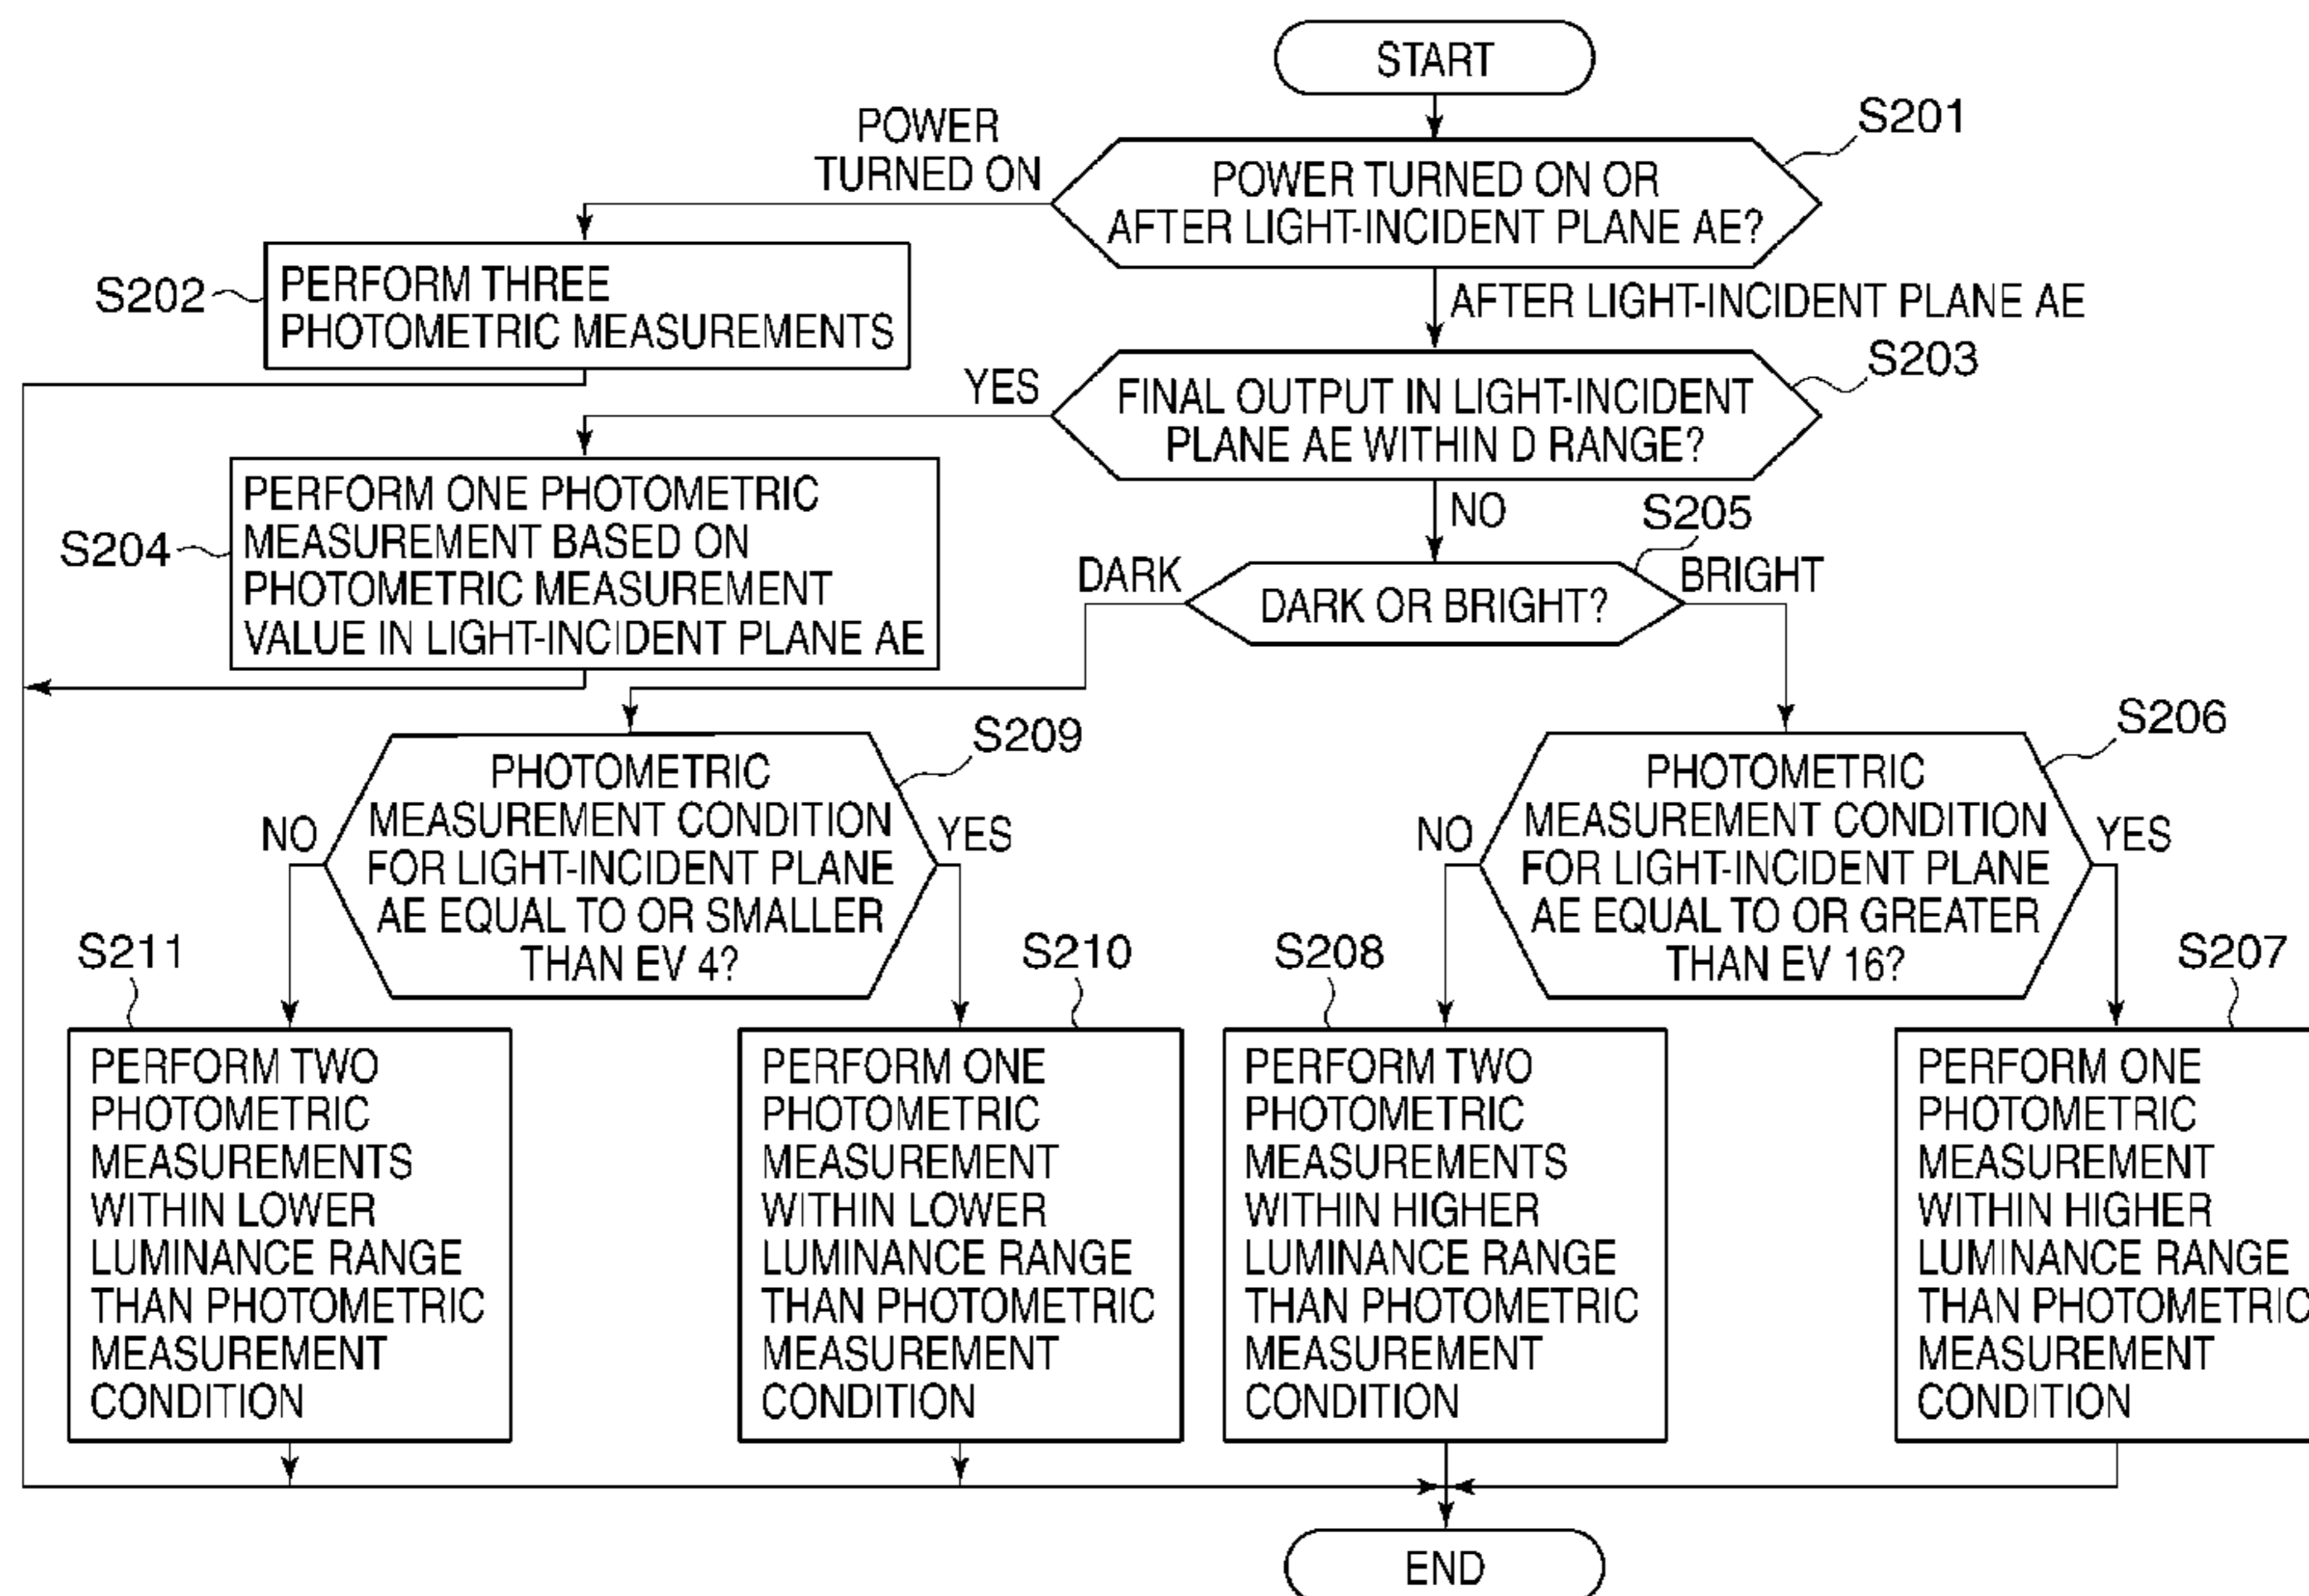 START
S201
POWER
TURNED ON
POWER TURNED ON OR
AFTER LIGHT-INCIDENT PLANE AE?
S202
PERFORM THREE
PHOTOMETRIC MEASUREMENTS
AFTER LIGHT-INCIDENT PLANE AE
S203
YES
FINAL OUTPUT IN LIGHT-INCIDENT
PLANE AE WITHIN D RANGE?
S204
PERFORM ONE PHOTOMETRIC
MEASUREMENT BASED ON
PHOTOMETRIC MEASUREMENT
VALUE IN LIGHT-INCIDENT PLANE AE
NO
S205
DARK
BRIGHT
DARK OR BRIGHT?
S209
PHOTOMETRIC
MEASUREMENT CONDITION
FOR LIGHT-INCIDENT PLANE
AE EQUAL TO OR SMALLER
THAN EV 4?
NO
YES
S206
PHOTOMETRIC
MEASUREMENT CONDITION
FOR LIGHT-INCIDENT PLANE
AE EQUAL TO OR GREATER
THAN EV 16?
NO
YES
S211
PERFORM TWO
PHOTOMETRIC
MEASUREMENTS
WITHIN LOWER
LUMINANCE RANGE
THAN PHOTOMETRIC
MEASUREMENT
CONDITION
S210
PERFORM ONE
PHOTOMETRIC
MEASUREMENT
WITHIN LOWER
LUMINANCE RANGE
THAN PHOTOMETRIC
MEASUREMENT
CONDITION
S208
PERFORM TWO
PHOTOMETRIC
MEASUREMENTS
WITHIN HIGHER
LUMINANCE RANGE
THAN PHOTOMETRIC
MEASUREMENT
CONDITION
S207
PERFORM ONE
PHOTOMETRIC
MEASUREMENT
WITHIN HIGHER
LUMINANCE RANGE
THAN PHOTOMETRIC
MEASUREMENT
CONDITION
END